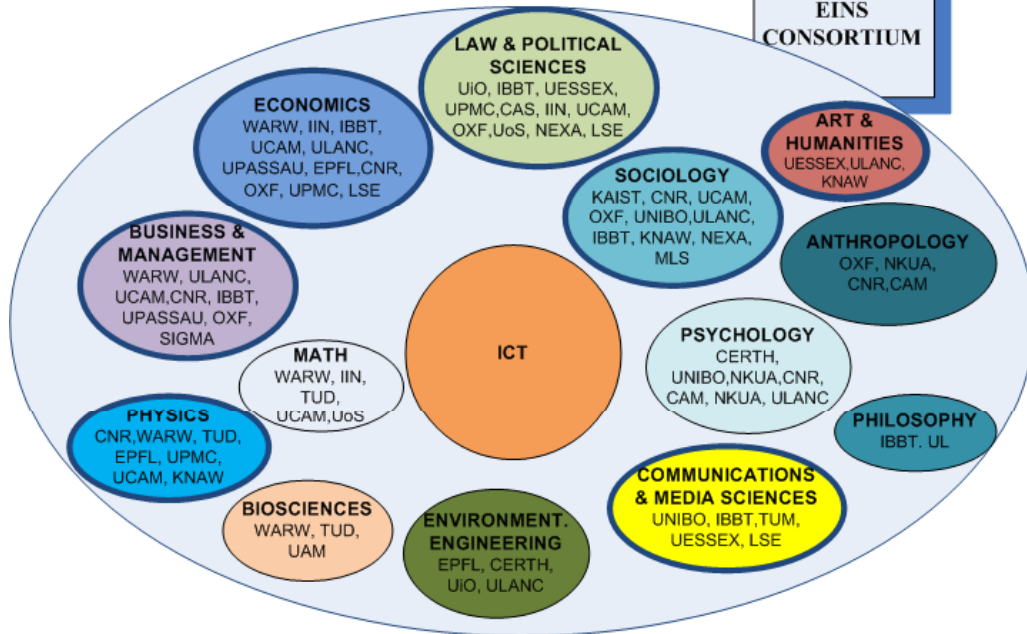 EINS
CONSORTIUM
LAW & POLITICAL
SCIENCES
UiO, IBBT, UESSEX,
UPMC,CAS, IIN, UCAM,
OXF,UoS, NEXA, LSE
ECONOMICS
WARW, IIN, IBBT,
UCAM, ULANC,
UPASSAU, EPFL,CNR,
OXF, UPMC, LSE
ART &
HUMANITIES
UESSEX,ULANC,
KNAW
SOCIOLOGY
KAIST, CNR, UCAM,
OXF, UNIBO,ULANC,
IBBT, KNAW, NEXA,
MLS
BUSINESS &
MANAGEMENT
WARW, ULANC,
UCAM,CNR, IBBT,
UPASSAU, OXF,
SIGMA
ANTHROPOLOGY
OXF, NKUA,
CNR,CAM
ICT
MATH
WARW, IIN,
TUD,
UCAM,UoS
PSYCHOLOGY
CERTH,
UNIBO,NKUA,CNR,
CAM, NKUA, ULANC
PHYSICS
CNR,WARW, TUD,
EPFL, UPMC,
UCAM, KNAW
PHILOSOPHY
IBBT. UL
COMMUNICATIONS
& MEDIA SCIENCES
UNIBO, IBBT,TUM,
UESSEX, LSE
BIOSCIENCES
WARW, TUD,
UAM
ENVIRONMENT.
ENGINEERING
EPFL, CERTH,
UiO, ULANC